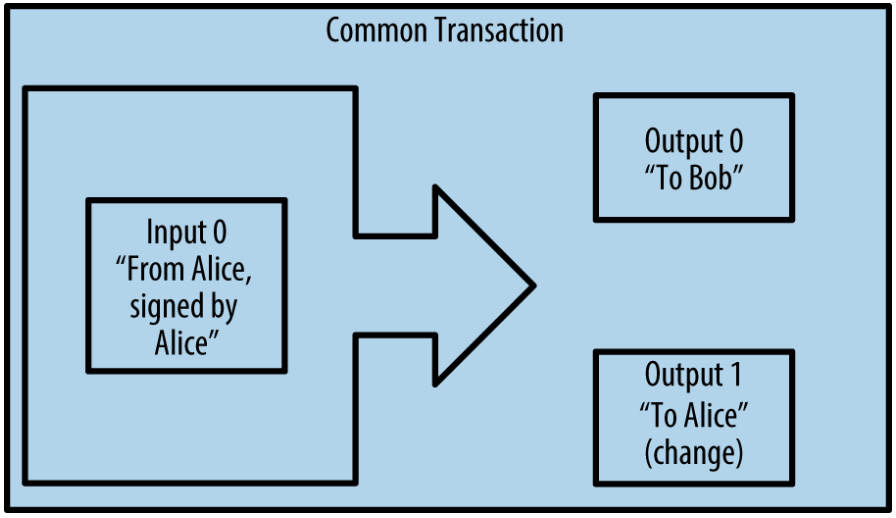 Common Transaction
Input 0
“From Alice,
signed by
Alice”
Output 0
“To Bob”
Output 1
“To Alice”
(change)